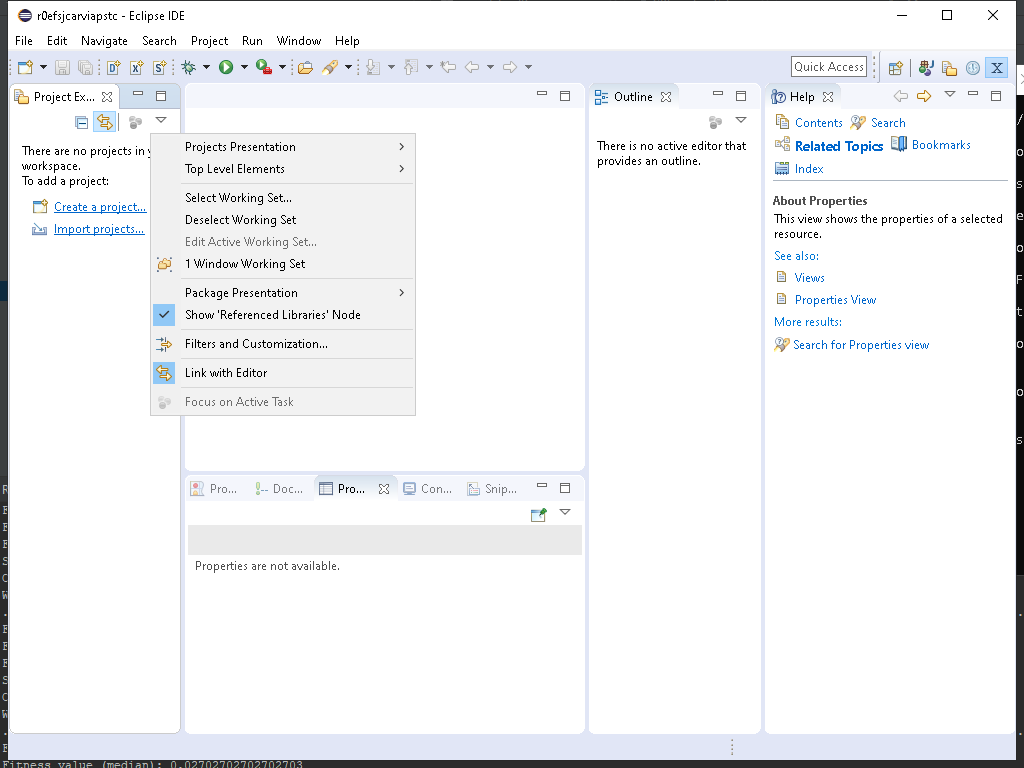 r0efsjcarviapstc - Eclipse IDE
File Edit Navigate Search Project Run Window Help
Quick Access
Project Ex...
There are no projects in y
workspace.
To add a project:
Create a project...
Import projects...
Projects Presentation
Top Level Elements
Select Working Set...
Deselect Working Set
Edit Active Working Set...
1 Window Working Set
Package Presentation
Show 'Referenced Libraries' Node
Filters and Customization...
Link with Editor
Focus on Active Task
Pro... Doc... Pro... Con... Snip...
Properties are not available.
Outline
There is no active editor that
provides an outline.
Help
Contents Search
Related Topics Bookmarks
Index
About Properties
This view shows the properties of a selected
resource.
See also:
Views
Properties View
More results:
Search for Properties view
Fitness value (median): 0.02702702702702703